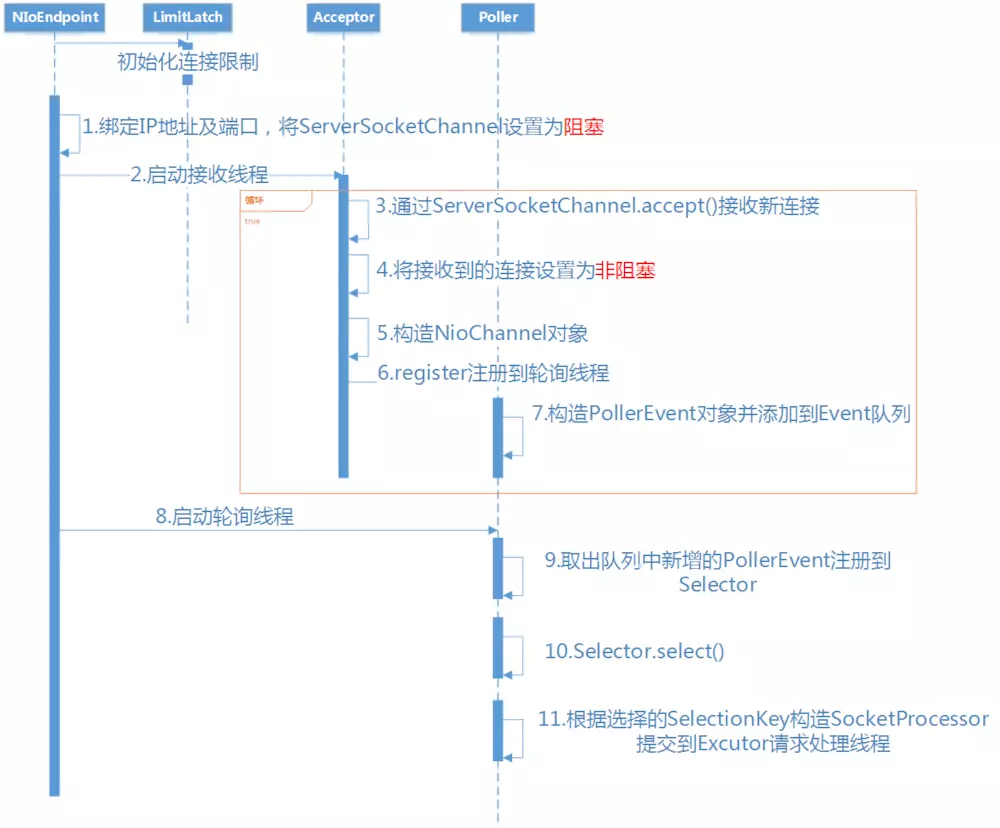 NIoEndpoint
LimitLatch
Acceptor
Poller
初始化连接限制
1.绑定IP地址及端口，将ServerSocketChannel设置为阻塞
2.启动接收线程
循环
true
3.通过ServerSocketChannel.accept()接收新连接
4.将接收到的连接设置为非阻塞
5.构造NioChannel对象
6.register注册到轮询线程
7.构造PollerEvent对象并添加到Event队列
8.启动轮询线程
9.取出队列中新增的PollerEvent注册到
Selector
10.Selector.select()
11.根据选择的SelectionKey构造SocketProcessor
提交到Excutor请求处理线程